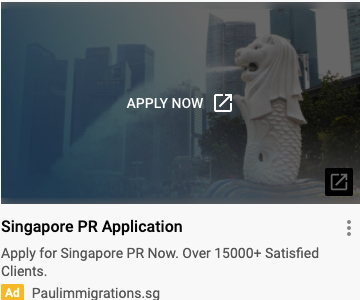 APPLY NOW
Singapore PR Application
Apply for Singapore PR Now. Over 15000+ Satisfied
Clients.
Ad Paulimmigrations.sg